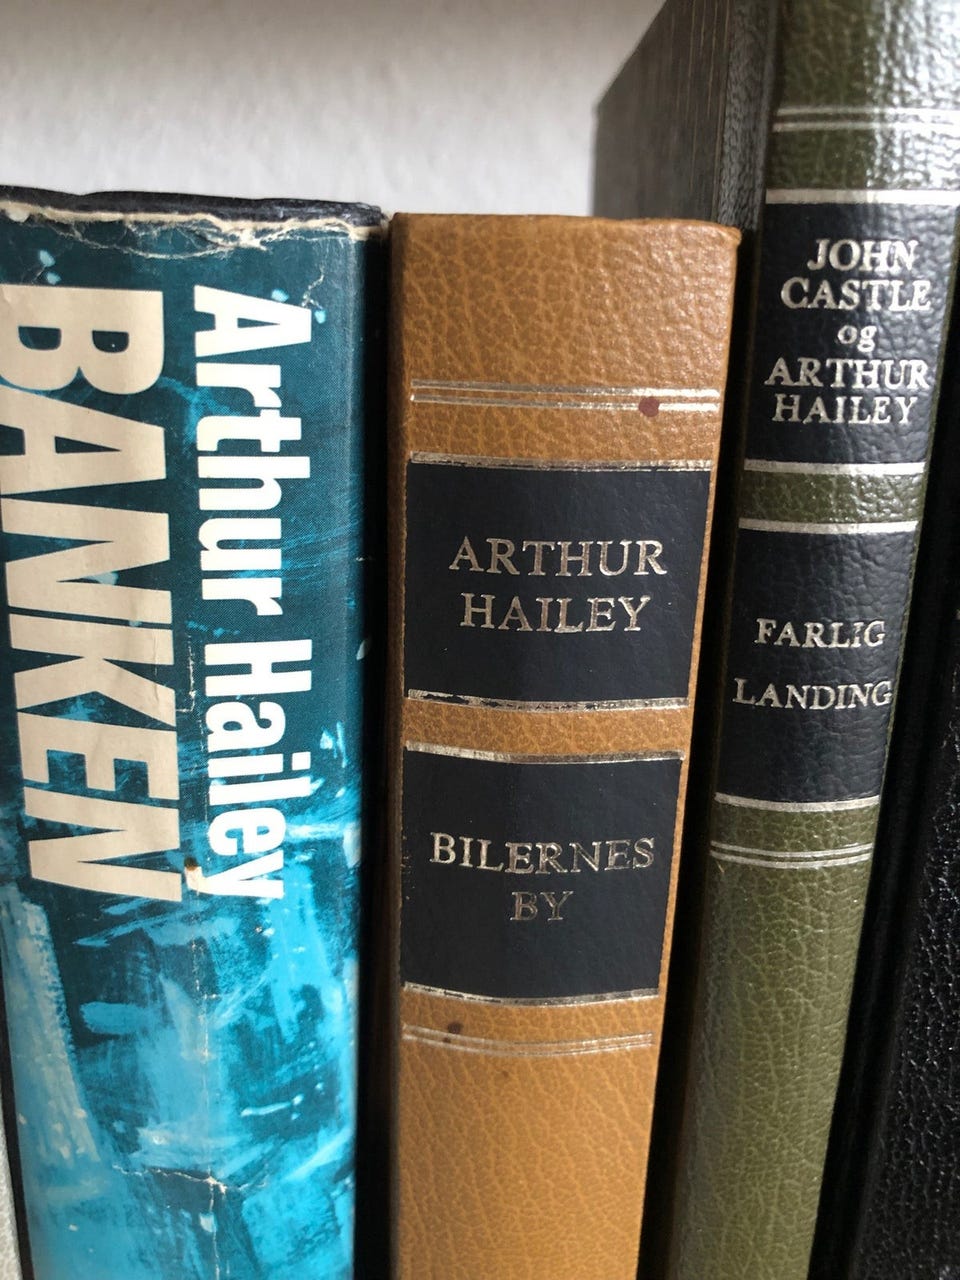 Arthur Hailey
BANKEN
ARTHUR
HAILEY
BILERNES
BY
JOHN
CASTLE
og
ARTHUR
HAILEY
FARLIG
LANDING